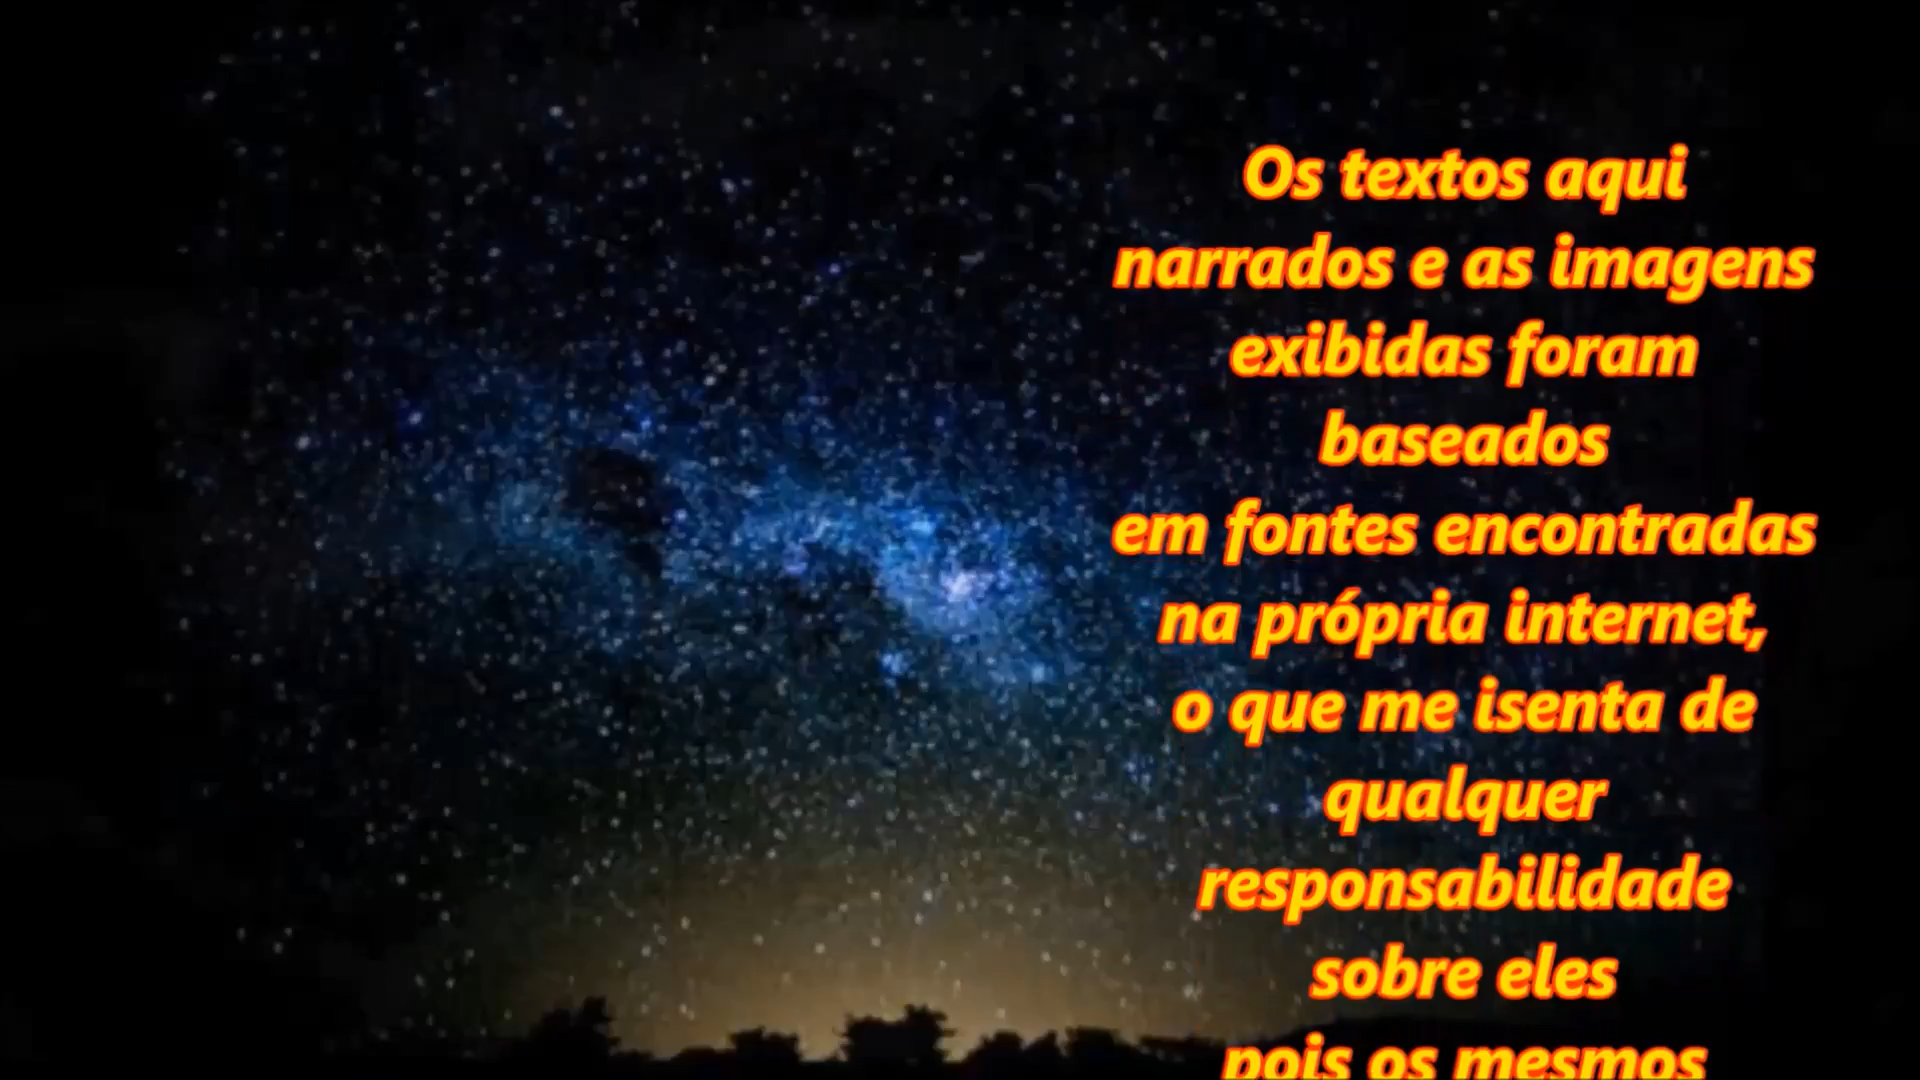 Os textos aqui
narrados e as imagens
exibidas foram
baseados
em fontes encontradas
na própria internet,
o que me isenta de
qualquer
responsabilidade
sobre eles
pois os mesmos